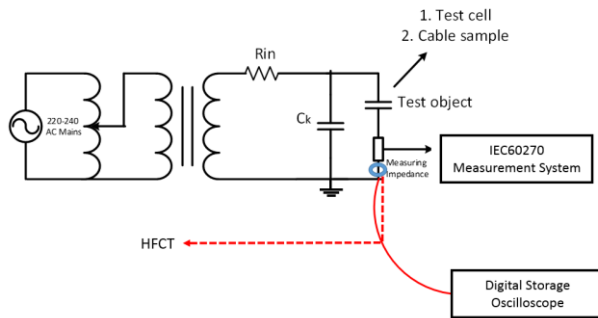 1. Test cell
2. Cable sample
Rin
220-240
AC Mains
Ck
Test object
Measuring
Impedance
IEC60270
Measurement System
HFCT
Digital Storage
Oscilloscope